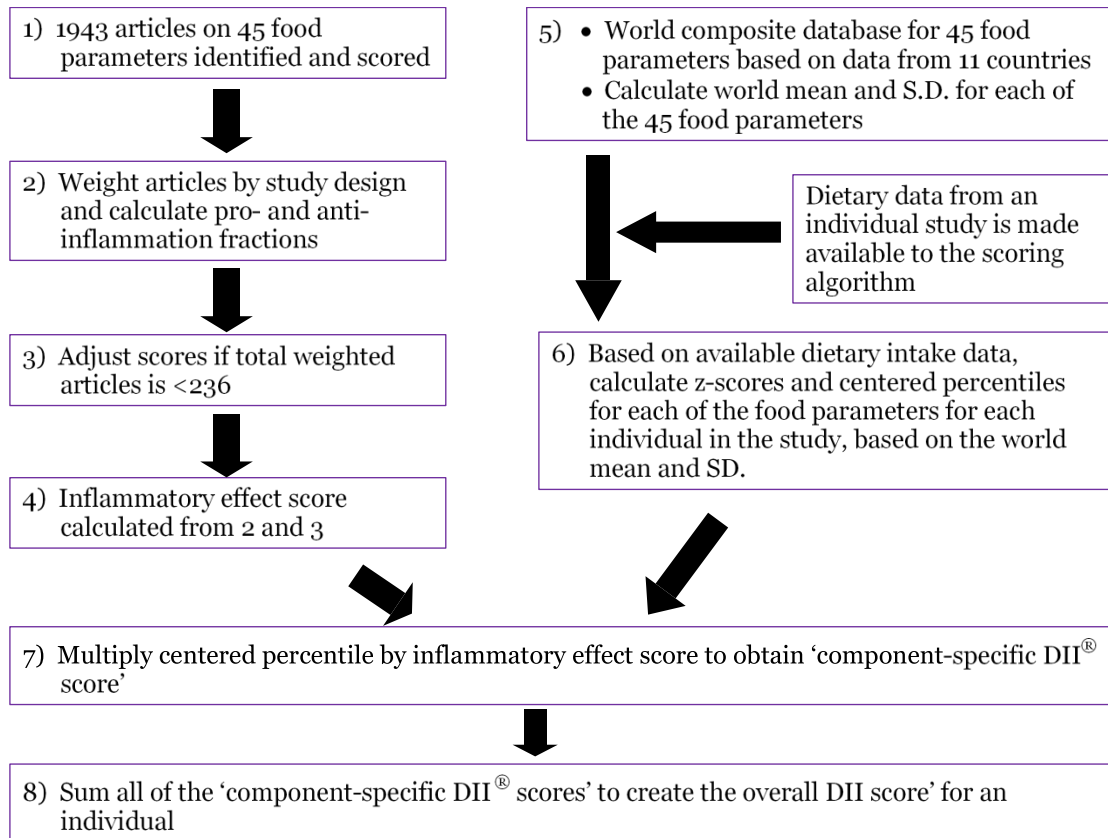 1) 1943 articles on 45 food
parameters identified and scored
2) Weight articles by study design
and calculate pro- and anti-
inflammation fractions
3) Adjust scores if total weighted
articles is <236
4) Inflammatory effect score
calculated from 2 and 3
5) • World composite database for 45 food
parameters based on data from 11 countries
• Calculate world mean and S.D. for each of
the 45 food parameters
Dietary data from an
individual study is made
available to the scoring
algorithm
6) Based on available dietary intake data,
calculate z-scores and centered percentiles
for each of the food parameters for each
individual in the study, based on the world
mean and SD.
7) Multiply centered percentile by inflammatory effect score to obtain ‘component-specific DII®
score’
8) Sum all of the ‘component-specific DII® scores’ to create the overall DII score’ for an
individual